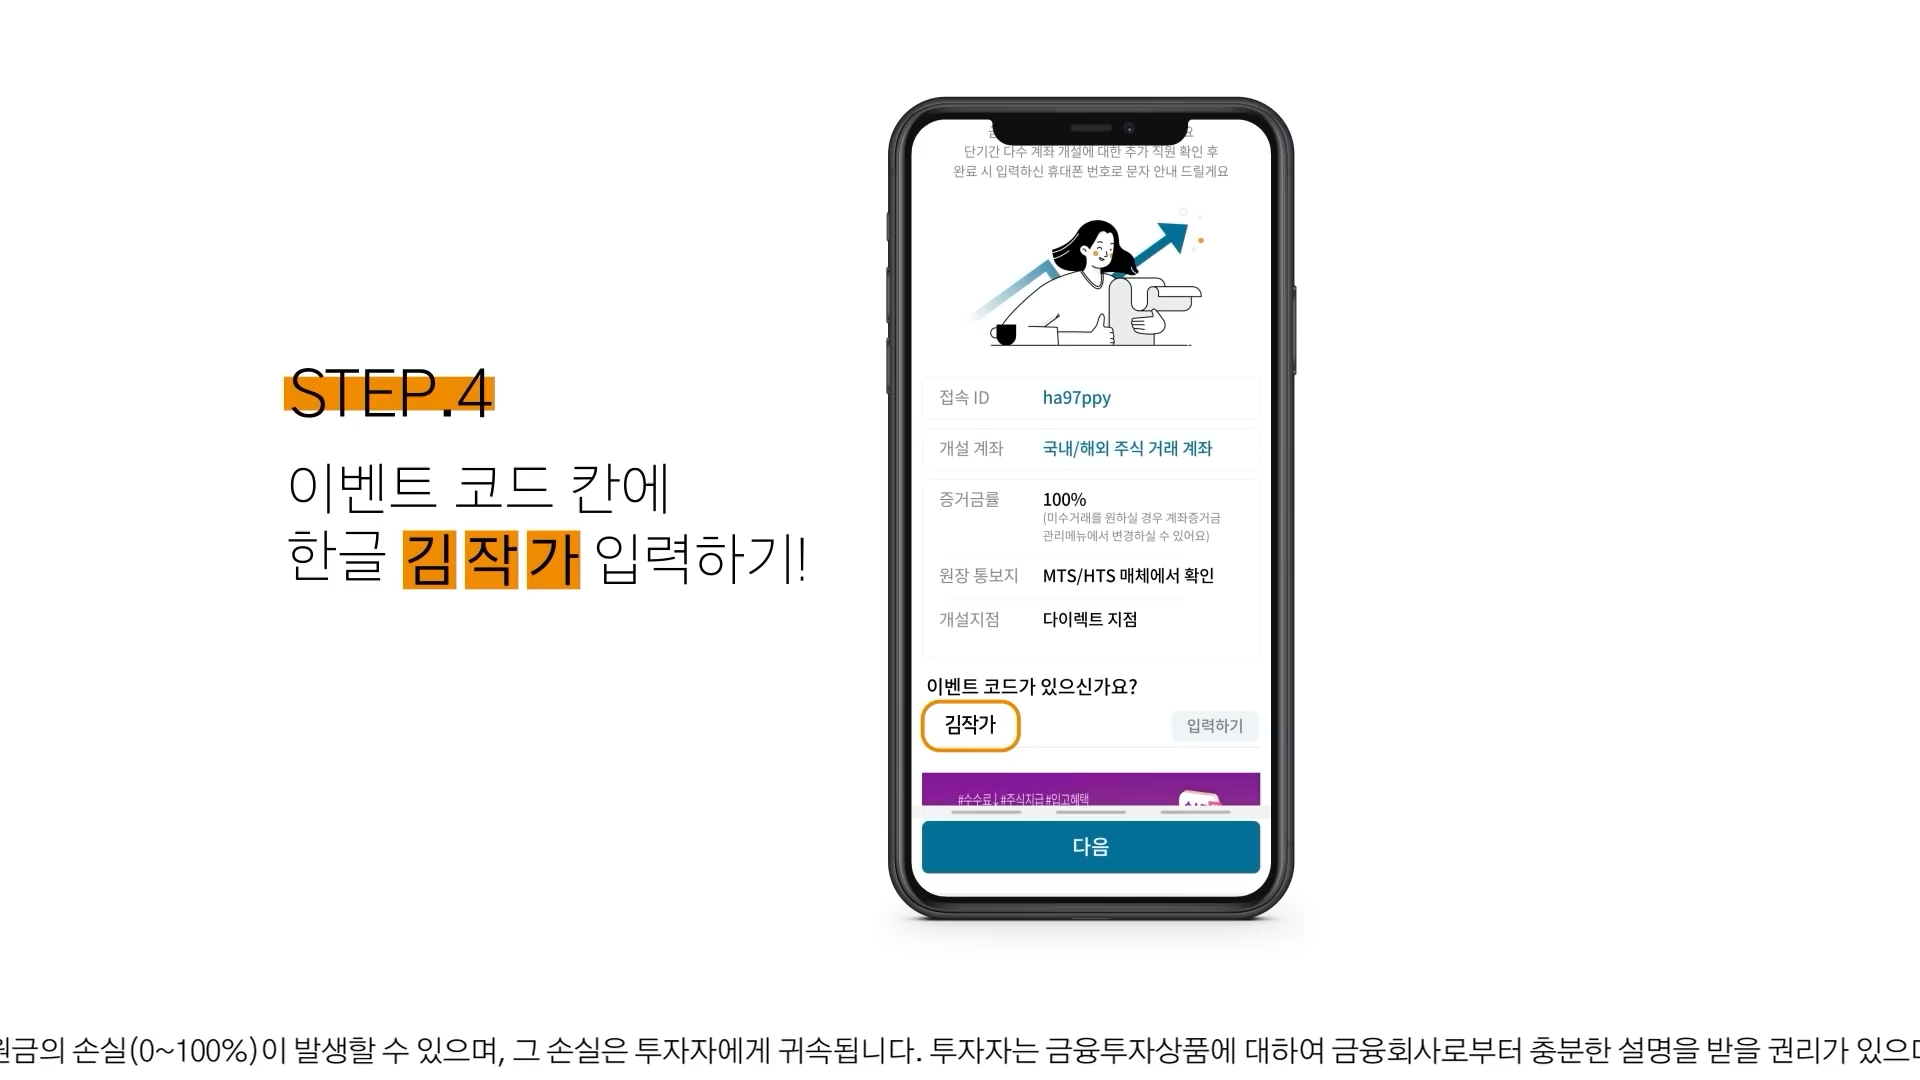 STEP.4
이벤트 코드 칸에
한글 김작가 입력하기!
단기간 다수 계좌 개설에 대한 추가 직원 확인 후
완료 시 입력하신 휴대폰 번호로 문자 안내 드릴게요
접속 ID ha97ppy
개설 계좌 국내/해외 주식 거래 계좌
증거금률 100%
(미수거래를 원하실 경우 계좌증거금
관리메뉴에서 변경하실 수 있어요)
원장 통보지 MTS/HTS 매체에서 확인
개설지점 다이렉트 지점
이벤트 코드가 있으신가요?
김작가 입력하기
#수수료↓#주식지급 #입고혜택
다음
원금의 손실(0~100%)이 발생할 수 있으며, 그 손실은 투자자에게 귀속됩니다. 투자자는 금융투자상품에 대하여 금융회사로부터 충분한 설명을 받을 권리가 있으